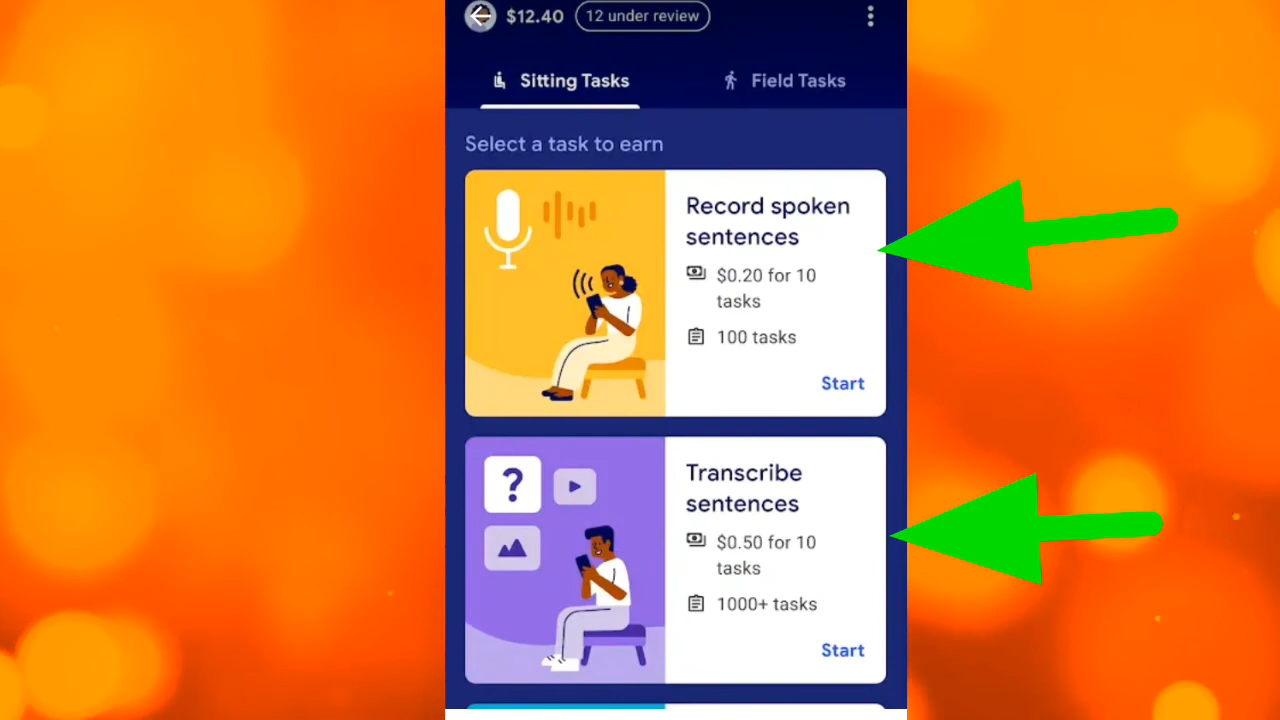 $12.40 12 under review
Sitting Tasks Field Tasks
Select a task to earn
Record spoken
sentences
$0.20 for 10
tasks
100 tasks
Start
?
Transcribe
sentences
$0.50 for 10
tasks
1000+ tasks
Start